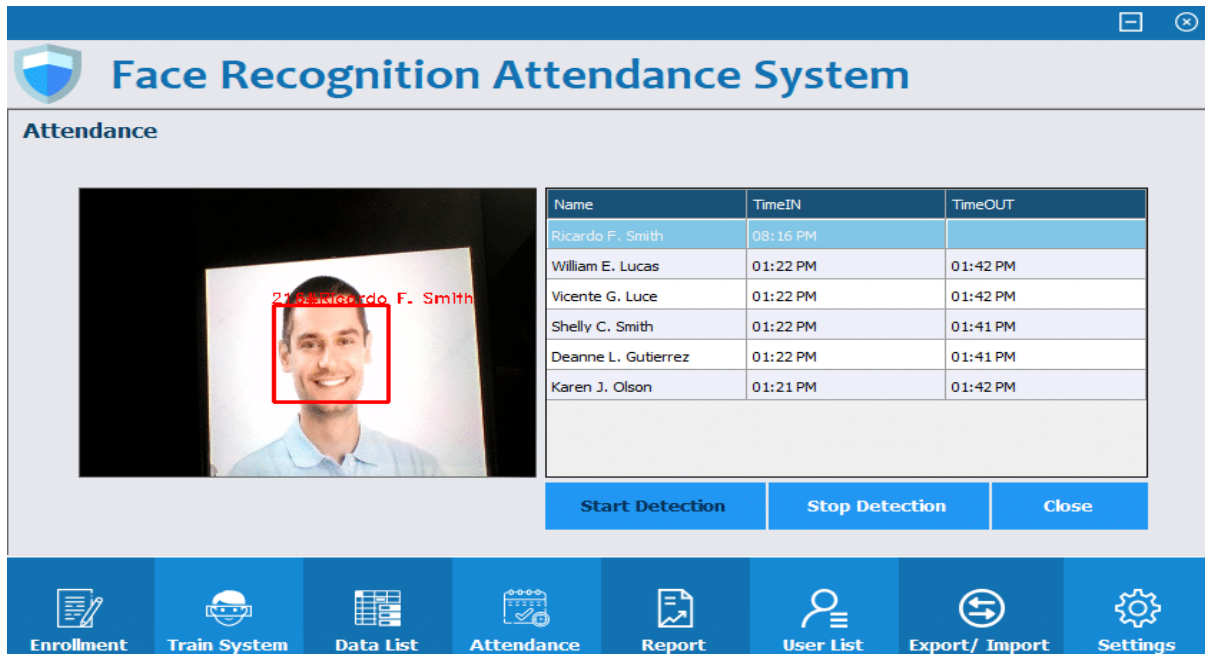 Face Recognition Attendance System
Attendance
Name TimeIN TimeOUT
Ricardo F. Smith 08:16 PM
William E. Lucas 01:22 PM 01:42 PM
Vicente G. Luce 01:22 PM 01:42 PM
Shelly C. Smith 01:22 PM 01:41 PM
Deanne L. Gutierrez 01:22 PM 01:41 PM
Karen J. Olson 01:21 PM 01:42 PM
Ricardo F. Smith
Start Detection Stop Detection Close
Enrollment Train System Data List Attendance Report User List Export/ Import Settings